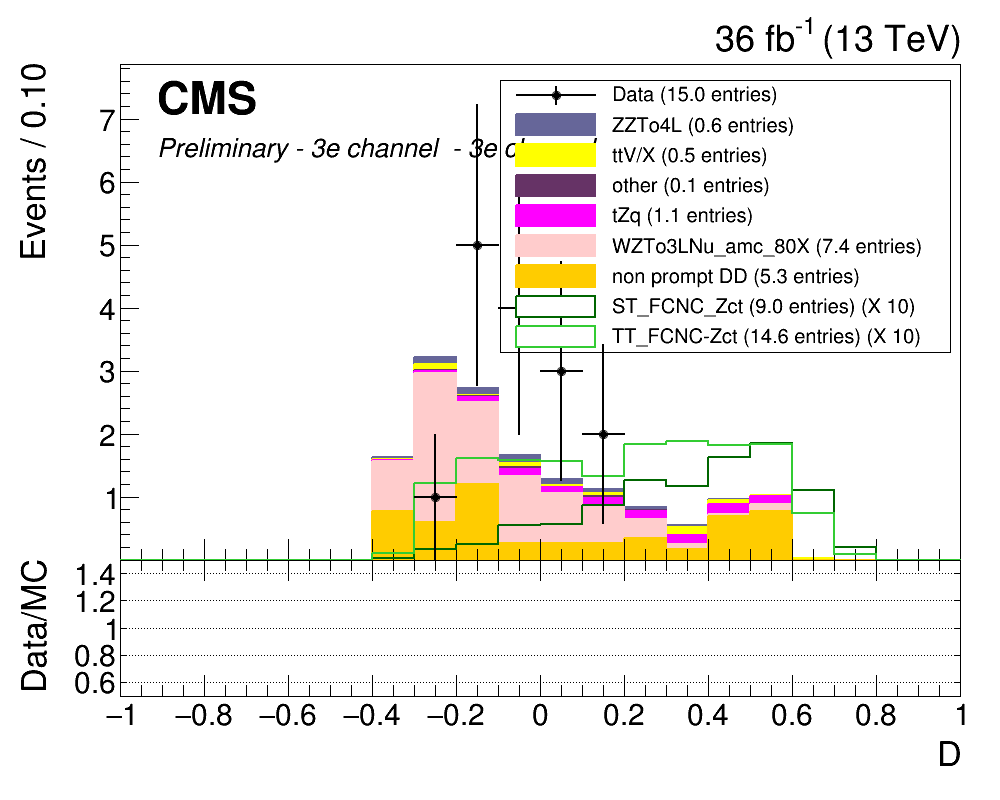 36 fb-1 (13 TeV)
CMS
Preliminary - 3e channel - 3e c
Data (15.0 entries)
ZZTo4L (0.6 entries)
ttV/X (0.5 entries)
other (0.1 entries)
tZq (1.1 entries)
WZTo3LNu_amc_80X (7.4 entries)
non prompt DD (5.3 entries)
ST_FCNC_Zct (9.0 entries) (X 10)
TT_FCNC-Zct (14.6 entries) (X 10)
Events / 0.10
7
6
5
4
3
2
1
Data/MC
1.4
1.2
1
0.8
0.6
−1 −0.8 −0.6 −0.4 −0.2 0 0.2 0.4 0.6 0.8 1
D